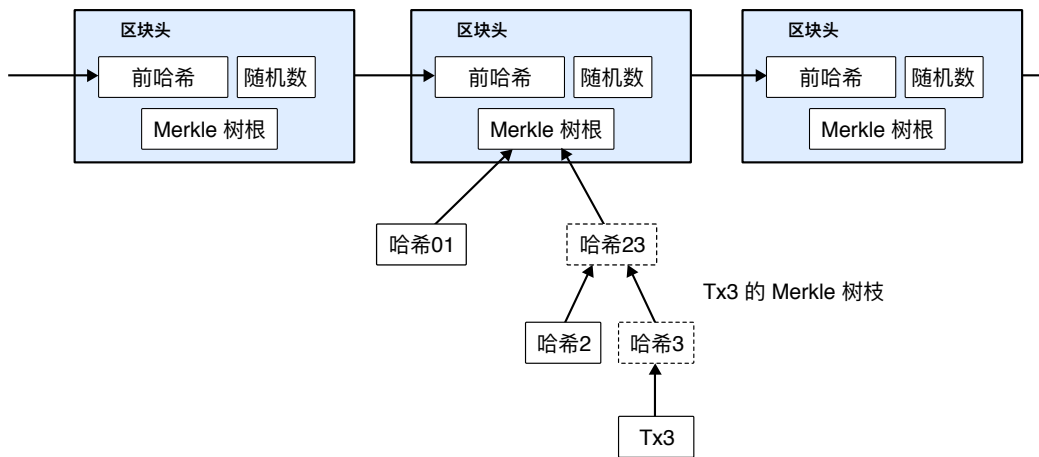 区块头
前哈希
随机数
Merkle 树根
区块头
前哈希
随机数
Merkle 树根
区块头
前哈希
随机数
Merkle 树根
哈希01
哈希23
Tx3 的 Merkle 树枝
哈希2
哈希3
Tx3